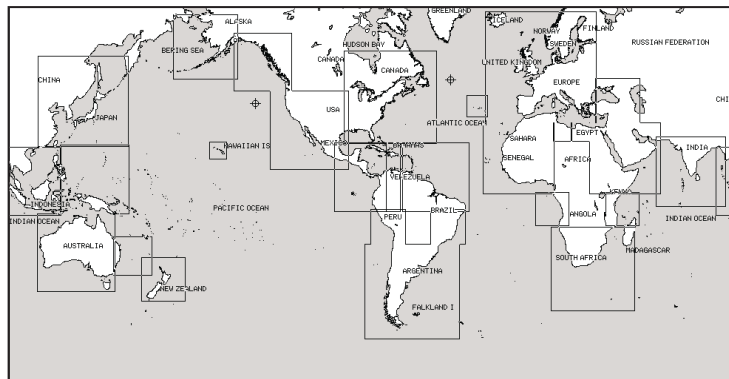 GREENLAND
ALASKA
ICELAND
NORWAY
FINLAND
BERING SEA
HUDSON BAY
SWEDEN
RUSSIAN FEDERATION
CANADA
UNITED KINGDOM
CANADA
CHINA
EUROPE
USA
CHI
JAPAN
ATLANTIC OCEAN
EGYPT
SAHARA
HAWAIIAN IS
MEXICO
BAHAMAS
INDIA
SENEGAL
AFRICA
VENEZUELA
KENYA
INDONESIA
PACIFIC OCEAN
BRAZIL
PERU
ANGOLA
INDIAN OCEAN
INDIAN OCEAN
AUSTRALIA
MADAGASCAR
SOUTH AFRICA
ARGENTINA
NEW ZEALAND
FALKLAND I